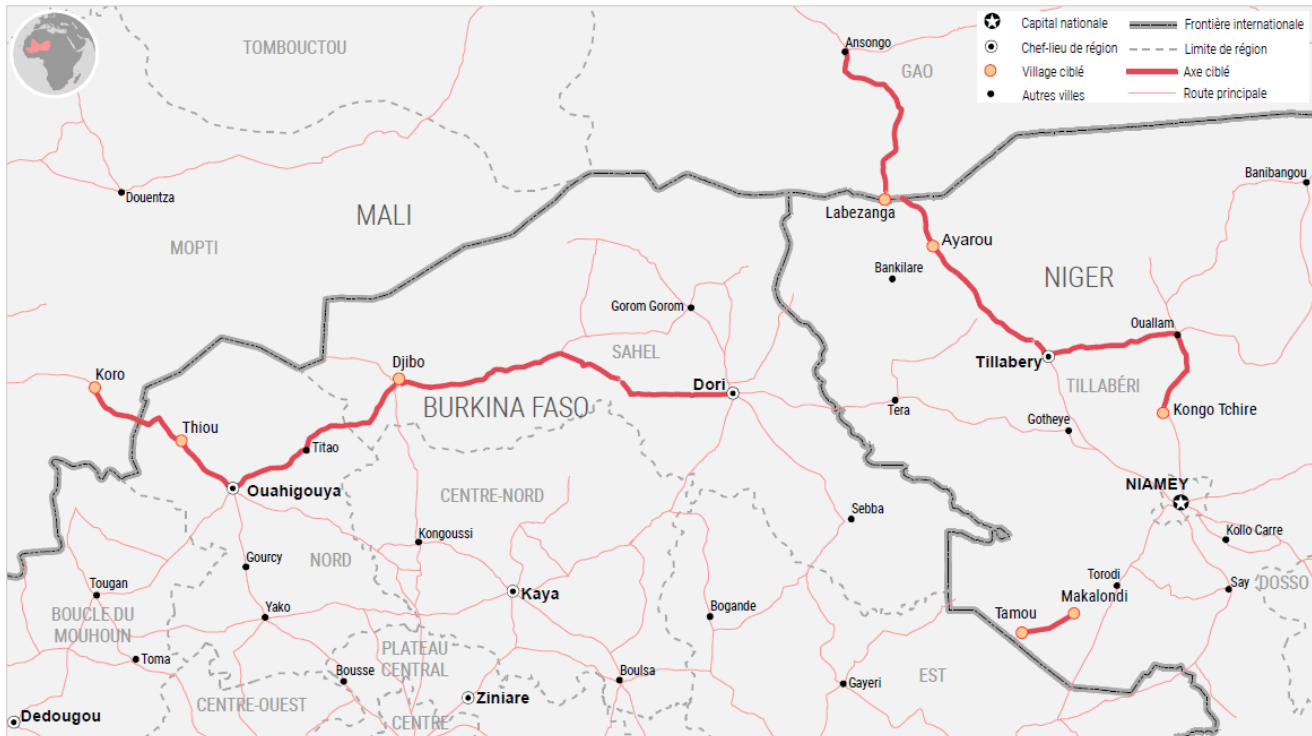 TOMBOUCTOU
Ansongo
GAO
Capital nationale
Frontière internationale
Chef-lieu de région
Limite de région
Village ciblé
Axe ciblé
Autres villes
Route principale
Douentza
MALI
MOPTI
Banibangou
Labezanga
Ayarou
Bankilare
NIGER
Gorom Gorom
Ouallam
SAHEL
Djibo
Koro
Dori
Tillabery
TILLABÉRI
BURKINA FASO
Tera
Kongo Tchire
Gotheye
Thiou
Titao
Ouahigouya
CENTRE-NORD
NIAMEY
Sebba
Kongoussi
Kollo Carre
NORD
Gourcy
Tougan
Kaya
Torodi
Say
DOSSO
Makalondi
BOUCLE DU
MOUHOUN
Yako
Bogande
Tamou
PLATEAU
CENTRAL
Toma
Bousse
Boulsa
EST
Gayeri
CENTRE-OUEST
Ziniare
Dedougou
CENTRE